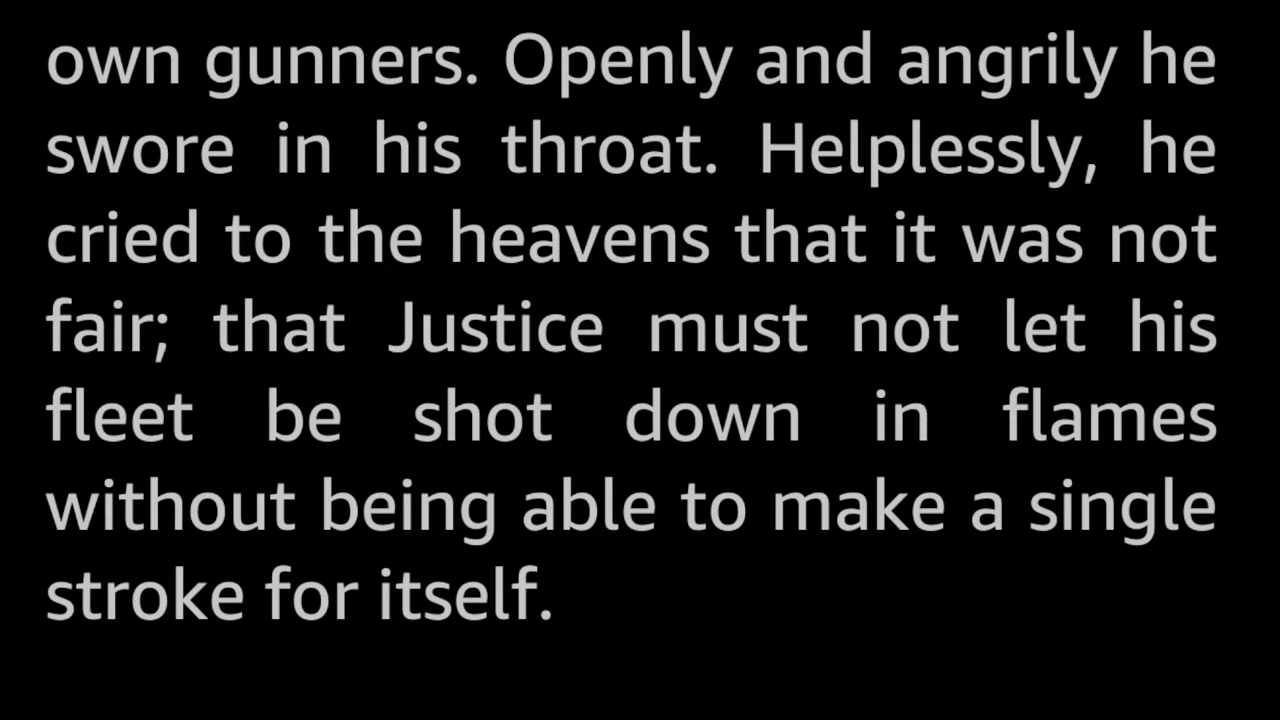 own gunners. Openly and angrily he
swore in his throat. Helplessly, he
cried to the heavens that it was not
fair; that Justice must not let his
fleet be shot down in flames
without being able to make a single
stroke for itself.